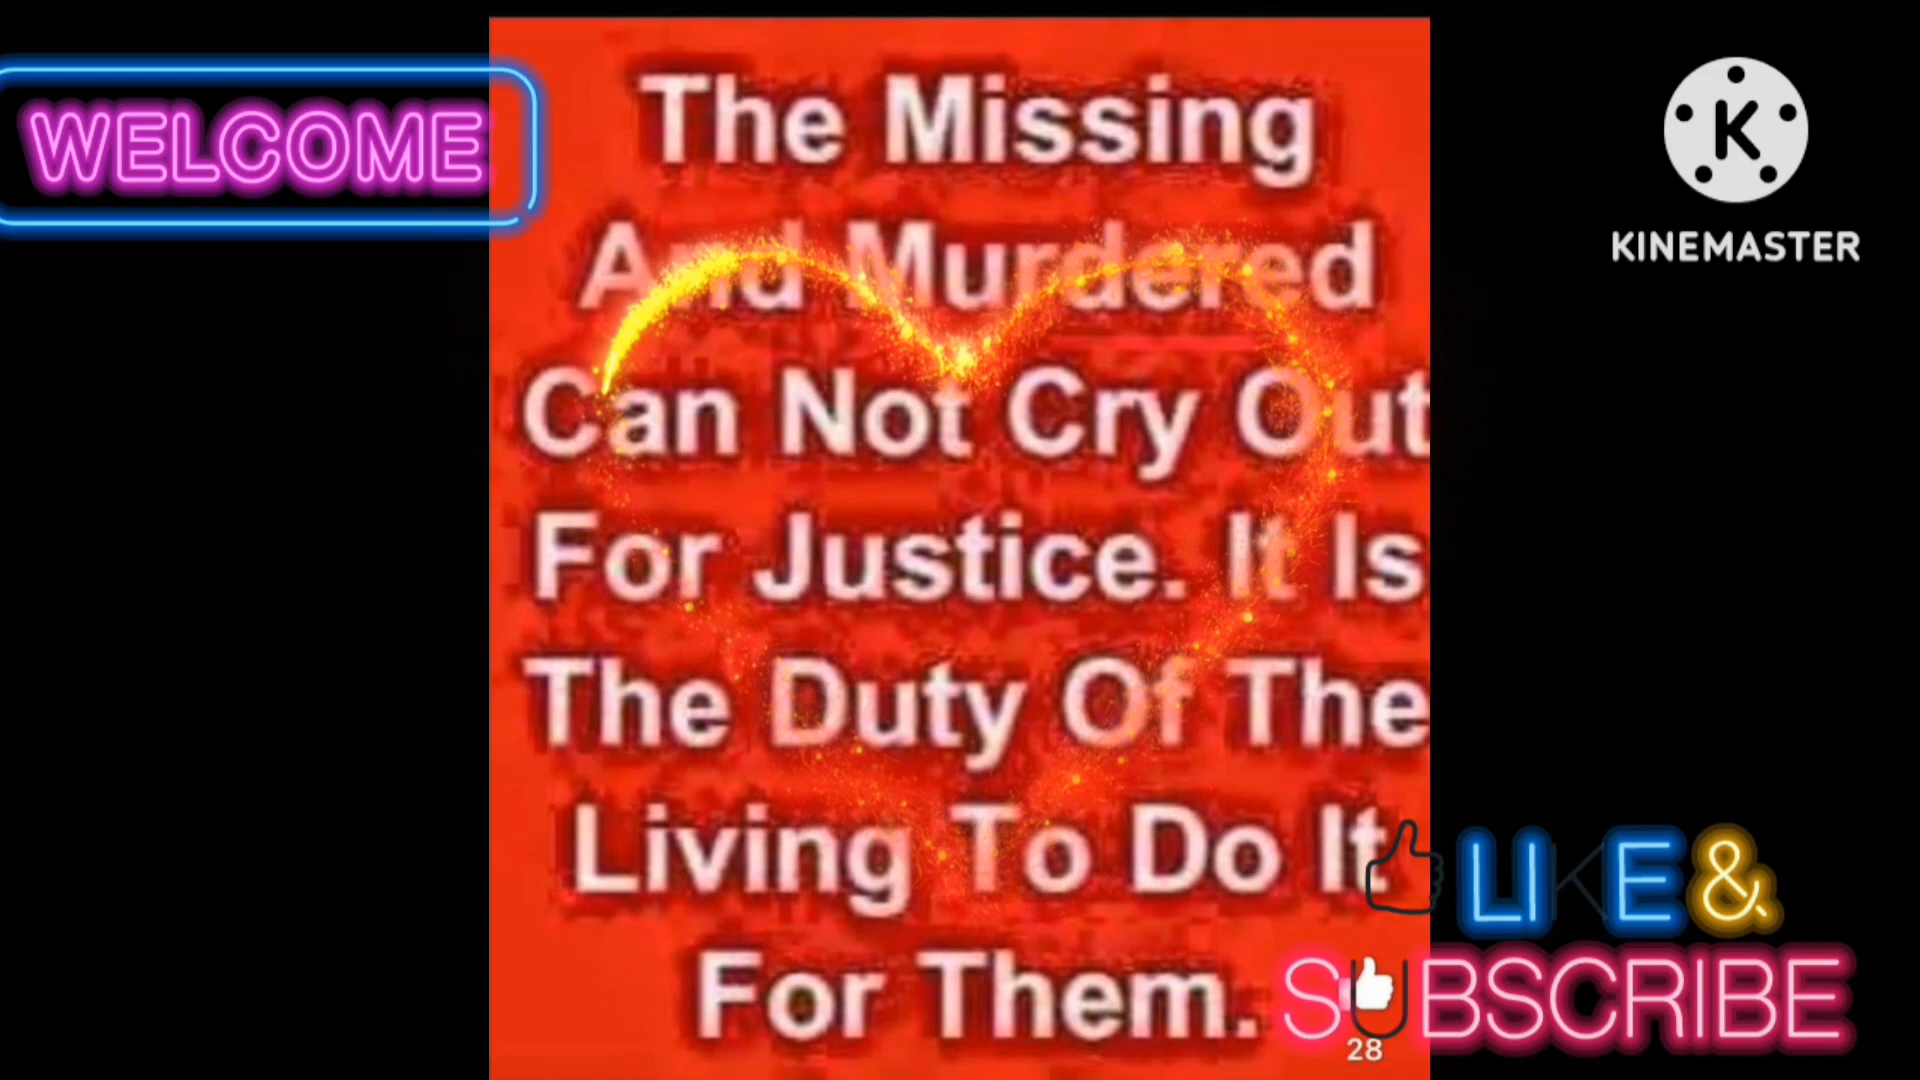 WELCOME
The Missing
And Murdered
Can Not Cry Out
For Justice. It Is
The Duty Of The
Living To Do It
For Them.
K
KINEMASTER
LIKE&
SUBSCRIBE
28